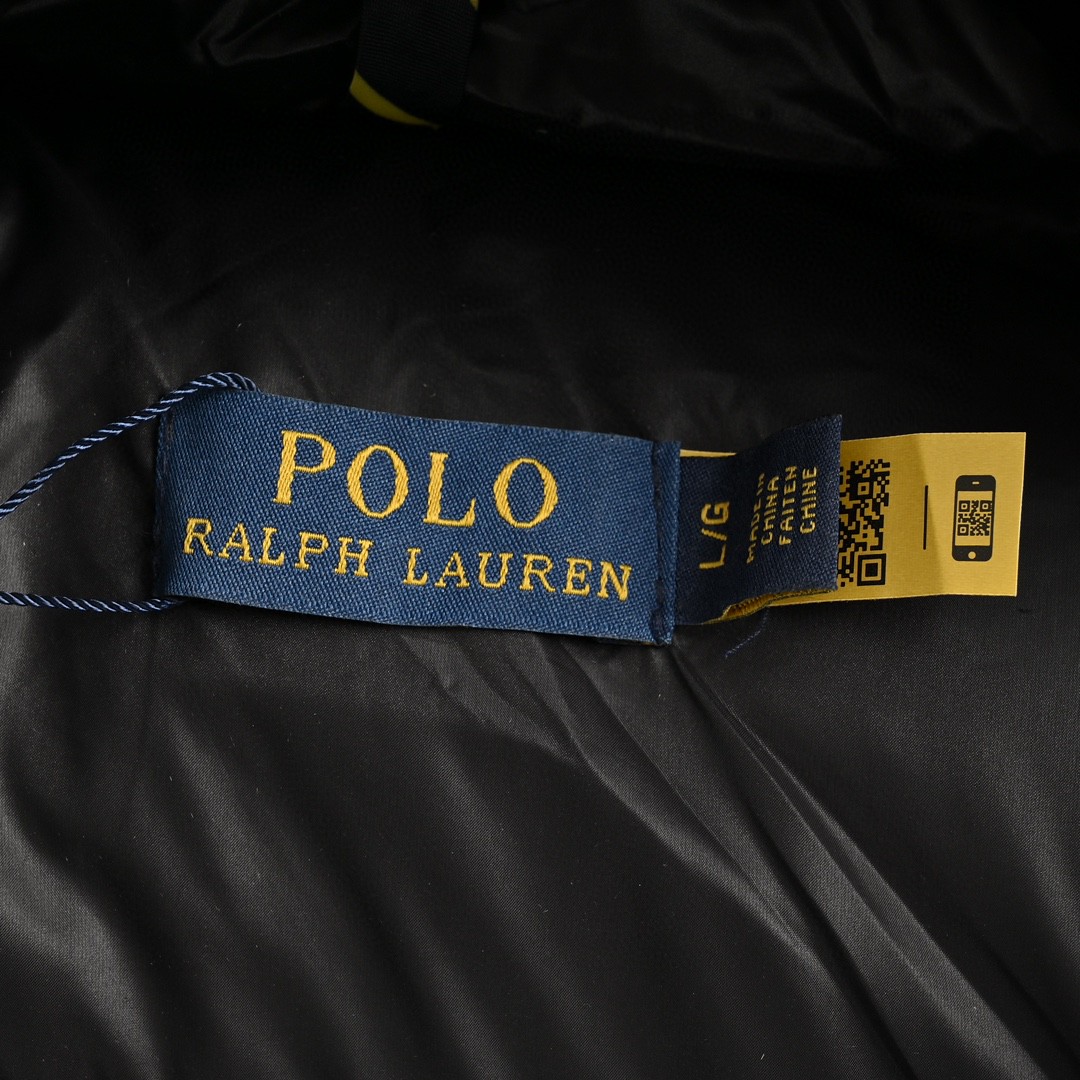 POLO
RALPH LAUREN
L/G
MADE IN
CHINA
FAIT EN
CHINE